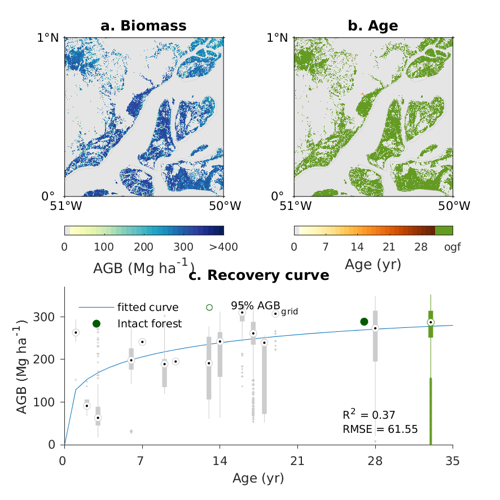 a. Biomass
b. Age
1°N
1°N
0°
0°
51°W
50°W
51°W
50°W
0
100
200
300
>400
0
7
14
21
28
ogf
AGB (Mg ha⁻¹)
Age (yr)
c. Recovery curve
fitted curve
95% AGB_grid
Intact forest
300
200
100
0
AGB (Mg ha⁻¹)
R² = 0.37
RMSE = 61.55
0
7
14
21
28
35
Age (yr)